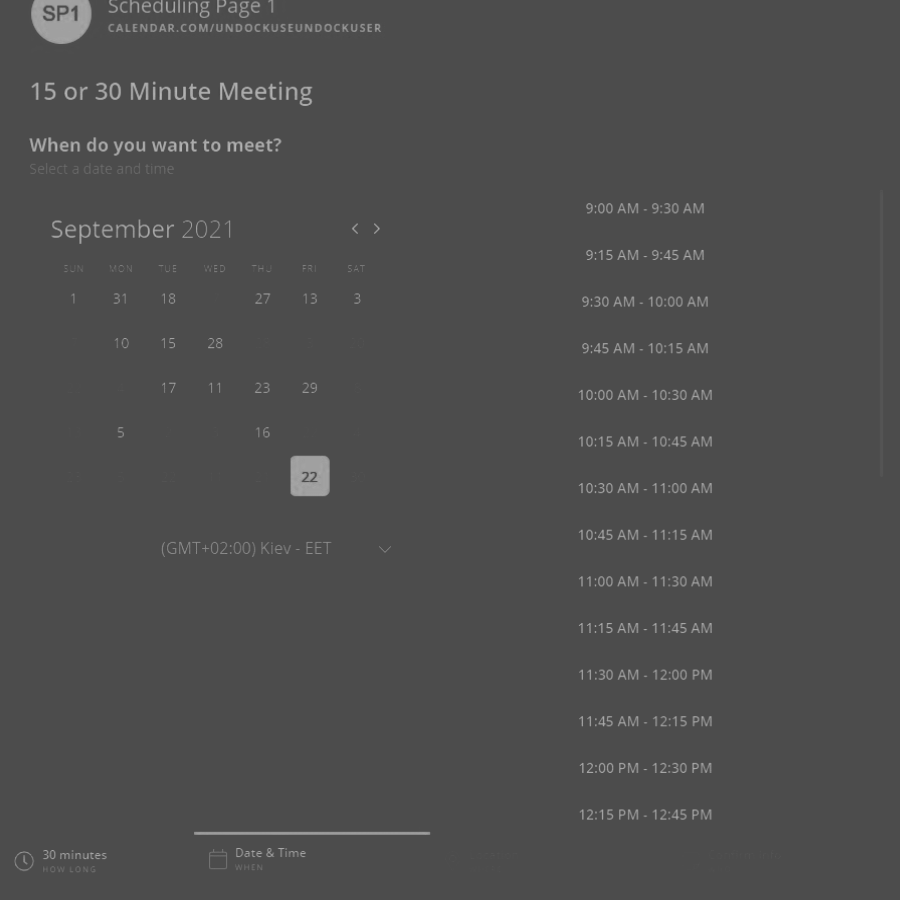 SP1
Scheduling Page 1
CALENDAR.COM/UNDOCKUSEUNDOCKUSER
15 or 30 Minute Meeting
When do you want to meet?
Select a date and time
September 2021
SUN MON TUE WED THU FRI SAT
1 31 18 27 13 3
10 15 28
17 11 23 29
5 16
22
(GMT+02:00) Kiev - EET
9:00 AM - 9:30 AM
9:15 AM - 9:45 AM
9:30 AM - 10:00 AM
9:45 AM - 10:15 AM
10:00 AM - 10:30 AM
10:15 AM - 10:45 AM
10:30 AM - 11:00 AM
10:45 AM - 11:15 AM
11:00 AM - 11:30 AM
11:15 AM - 11:45 AM
11:30 AM - 12:00 PM
11:45 AM - 12:15 PM
12:00 PM - 12:30 PM
12:15 PM - 12:45 PM
30 minutes
HOW LONG
Date & Time
WHEN